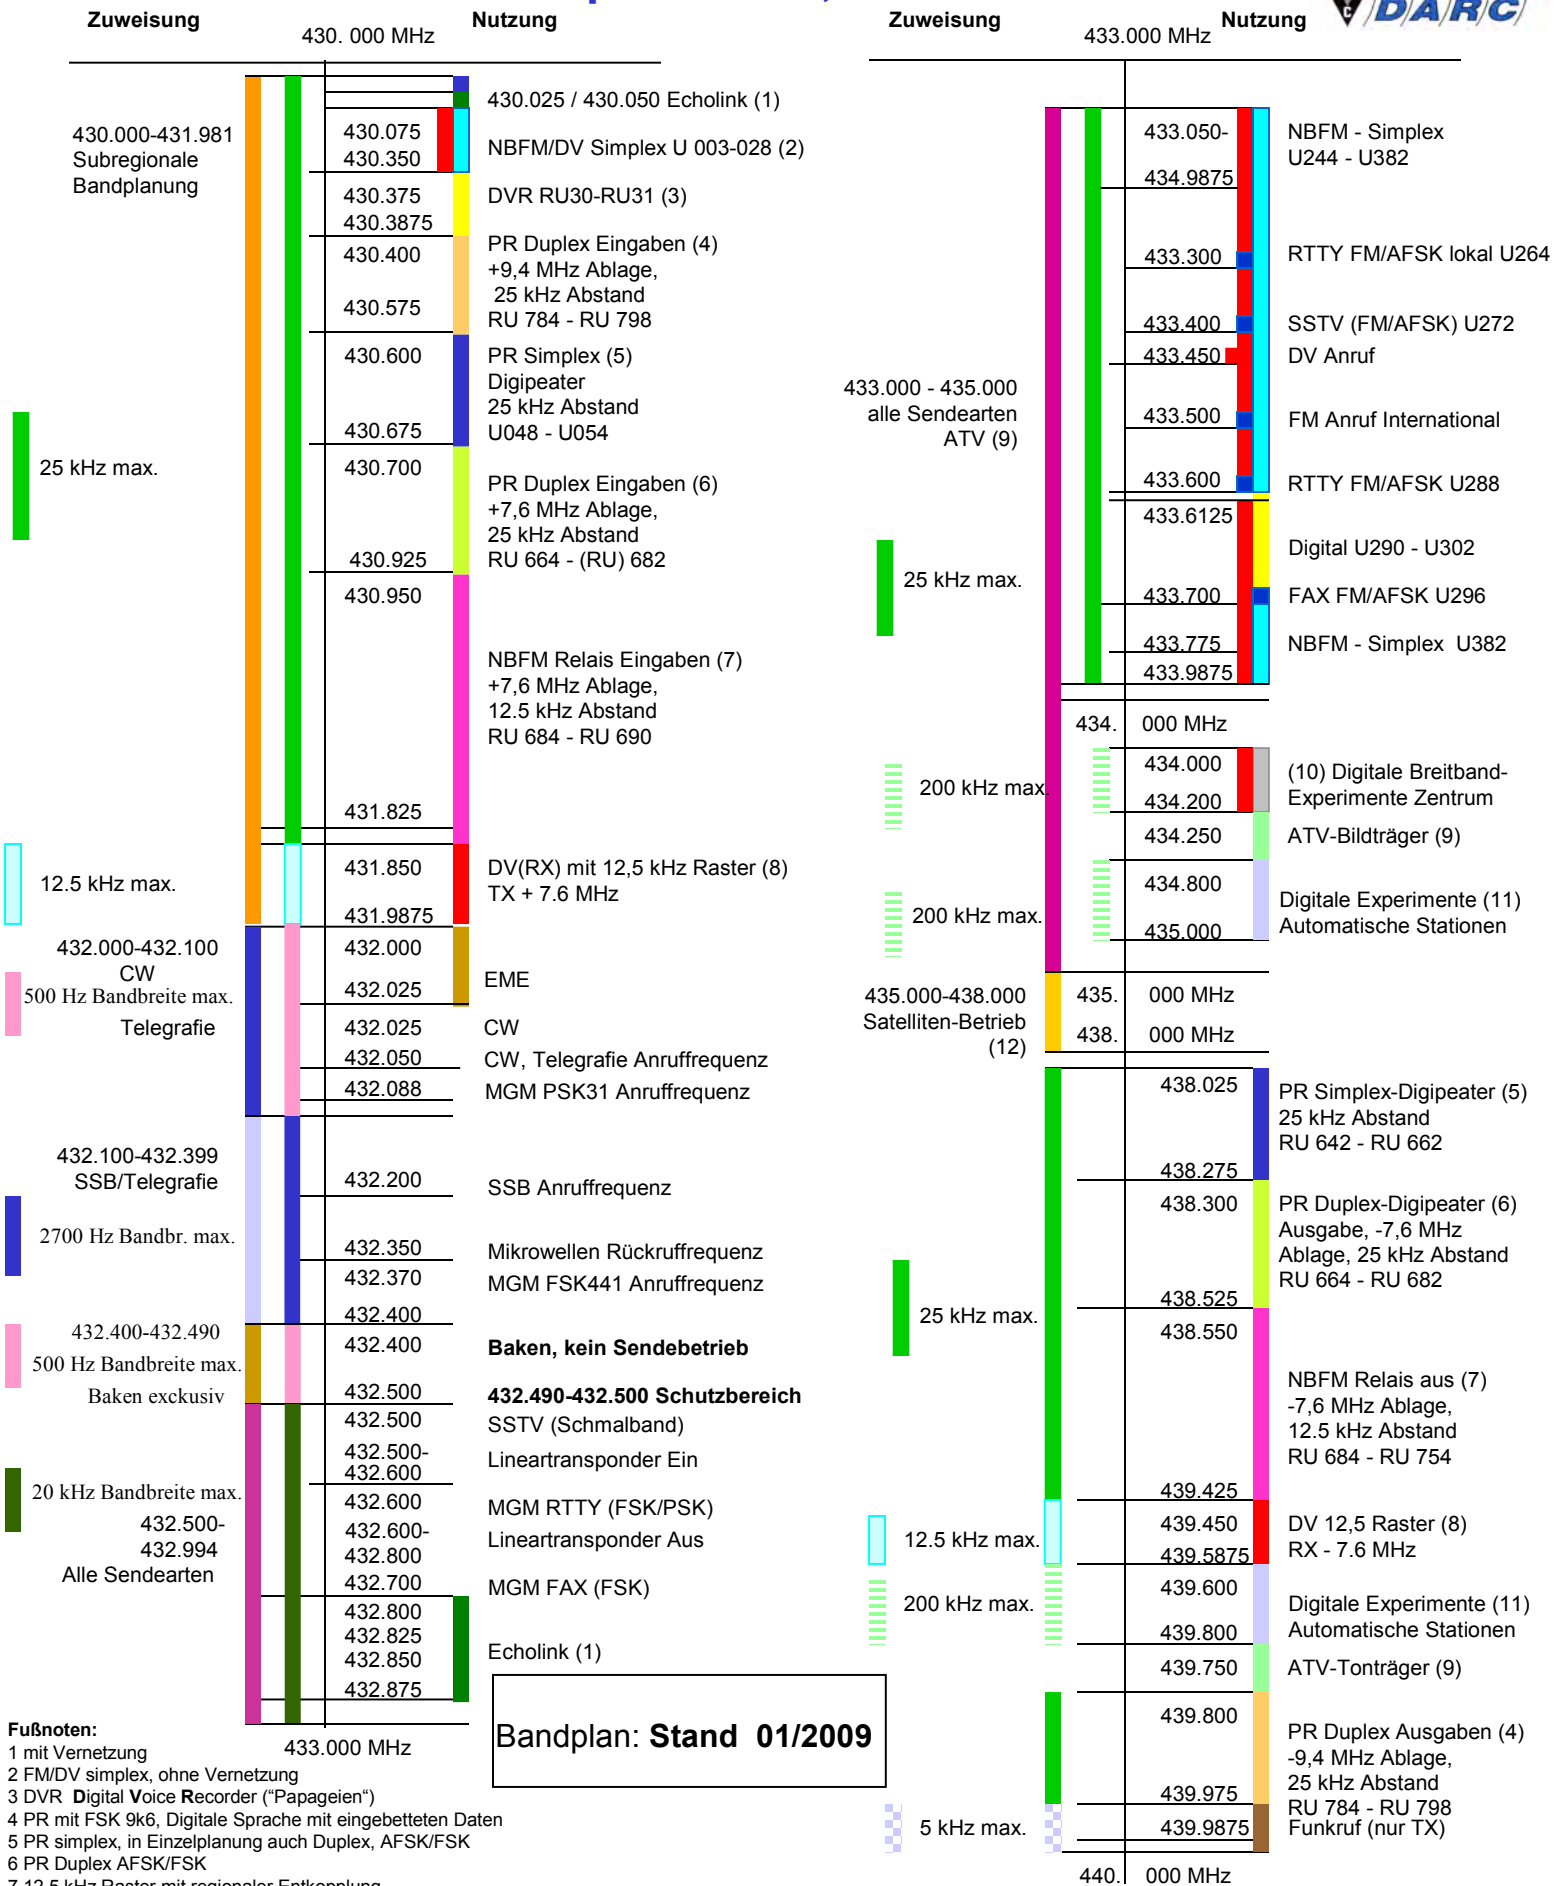 Zuweisung
430. 000 MHz
Nutzung
430.025 / 430.050 Echolink (1)
430.000-431.981
Subregionale
Bandplanung
430.075
430.350
NBFM/DV Simplex U 003-028 (2)
430.375
430.3875
DVR RU30-RU31 (3)
430.400
430.575
PR Duplex Eingaben (4)
+9,4 MHz Ablage,
25 kHz Abstand
RU 784 - RU 798
430.600
430.675
PR Simplex (5)
Digipeater
25 kHz Abstand
U048 - U054
25 kHz max.
430.700
430.925
PR Duplex Eingaben (6)
+7,6 MHz Ablage,
25 kHz Abstand
RU 664 - (RU) 682
430.950
431.825
NBFM Relais Eingaben (7)
+7,6 MHz Ablage,
12.5 kHz Abstand
RU 684 - RU 690
12.5 kHz max.
431.850
431.9875
DV(RX) mit 12,5 kHz Raster (8)
TX + 7.6 MHz
432.000-432.100
CW
500 Hz Bandbreite max.
Telegrafie
432.000
432.025
EME
432.025
CW
432.050
CW, Telegrafie Anruffrequenz
432.088
MGM PSK31 Anruffrequenz
432.100-432.399
SSB/Telegrafie
2700 Hz Bandbr. max.
432.200
SSB Anruffrequenz
432.350
Mikrowellen Rückruffrequenz
432.370
MGM FSK441 Anruffrequenz
432.400
432.400-432.490
500 Hz Bandbreite max.
Baken exckusiv
432.400
Baken, kein Sendebetrieb
432.500
432.490-432.500 Schutzbereich
432.500
SSTV (Schmalband)
432.500-
432.600
Lineartransponder Ein
20 kHz Bandbreite max.
432.500-
432.994
Alle Sendearten
432.600
MGM RTTY (FSK/PSK)
432.600-
432.800
Lineartransponder Aus
432.700
MGM FAX (FSK)
432.800
432.825
432.850
432.875
Echolink (1)
433.000 MHz
Bandplan: Stand 01/2009
Fußnoten:
1 mit Vernetzung
2 FM/DV simplex, ohne Vernetzung
3 DVR Digital Voice Recorder (“Papageien“)
4 PR mit FSK 9k6, Digitale Sprache mit eingebetteten Daten
5 PR simplex, in Einzelplanung auch Duplex, AFSK/FSK
6 PR Duplex AFSK/FSK
7 12,5 kHz Raster mit regionaler Entkopplung
Zuweisung
433.000 MHz
Nutzung
C
DARC
433.050-
434.9875
NBFM - Simplex
U244 - U382
433.300
RTTY FM/AFSK lokal U264
433.400
SSTV (FM/AFSK) U272
433.450
DV Anruf
433.000 - 435.000
alle Sendearten
ATV (9)
433.500
FM Anruf International
433.600
RTTY FM/AFSK U288
433.6125
Digital U290 - U302
25 kHz max.
433.700
FAX FM/AFSK U296
433.775
433.9875
NBFM - Simplex U382
434. 000 MHz
200 kHz max.
434.000
434.200
(10) Digitale Breitband-
Experimente Zentrum
434.250
ATV-Bildträger (9)
200 kHz max.
434.800
435.000
Digitale Experimente (11)
Automatische Stationen
435.000-438.000
Satelliten-Betrieb
(12)
435. 000 MHz
438. 000 MHz
438.025
438.275
PR Simplex-Digipeater (5)
25 kHz Abstand
RU 642 - RU 662
438.300
438.525
PR Duplex-Digipeater (6)
Ausgabe, -7,6 MHz
Ablage, 25 kHz Abstand
RU 664 - RU 682
25 kHz max.
438.550
439.425
NBFM Relais aus (7)
-7,6 MHz Ablage,
12.5 kHz Abstand
RU 684 - RU 754
12.5 kHz max.
439.450
439.5875
DV 12,5 Raster (8)
RX - 7.6 MHz
200 kHz max.
439.600
439.800
Digitale Experimente (11)
Automatische Stationen
439.750
ATV-Tonträger (9)
439.800
439.975
PR Duplex Ausgaben (4)
-9,4 MHz Ablage,
25 kHz Abstand
RU 784 - RU 798
5 kHz max.
439.9875
Funkruf (nur TX)
440. 000 MHz